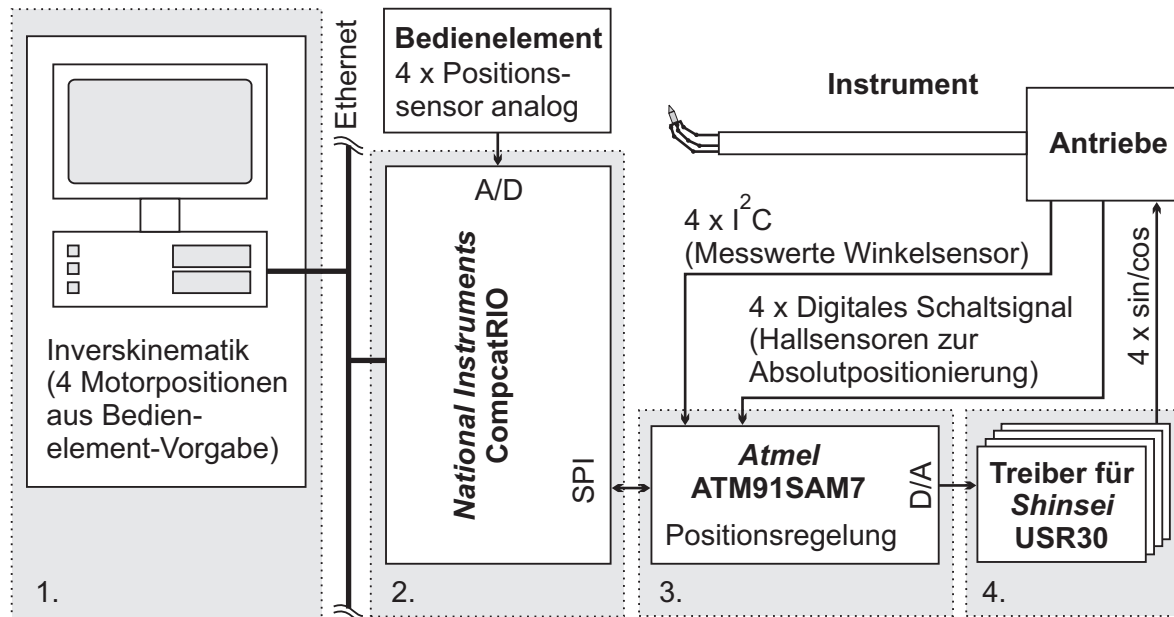 Inverskinematik
(4 Motorpositionen
aus Bedien-
element-Vorgabe)
1.
Ethernet
Bedienelement
4 x Positions-
sensor analog
A/D
National Instruments
CompcatRIO
SPI
2.
Instrument
Antriebe
4 x I²C
(Messwerte Winkelsensor)
4 x Digitales Schaltsignal
(Hallsensoren zur
Absolutpositionierung)
4 x sin/cos
Atmel
ATM91SAM7
Positionsregelung
D/A
3.
Treiber für
Shinsei
USR30
4.